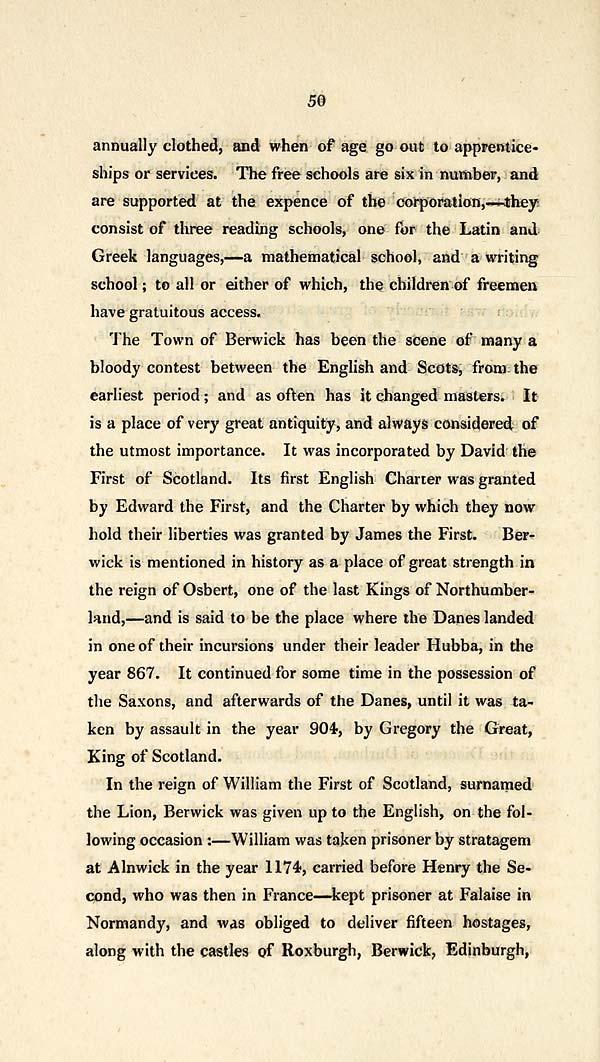 50
annually clothed, and when of age go out to apprentice-
ships or services. The free schools are six in number, and
are supported at the expence of the corporation,—they
consist of three reading schools, one for the Latin and
Greek languages,—a mathematical school, and a writing
school; to all or either of which, the children of freemen
have gratuitous access.
The Town of Berwick has been the scene of many a
bloody contest between the English and Scots, from the
earliest period; and as often has it changed masters. It
is a place of very great antiquity, and always considered of
the utmost importance. It was incorporated by David the
First of Scotland. Its first English Charter was granted
by Edward the First, and the Charter by which they now
hold their liberties was granted by James the First. Ber-
wick is mentioned in history as a place of great strength in
the reign of Osbert, one of the last Kings of Northumber-
land,—and is said to be the place where the Danes landed
in one of their incursions under their leader Hubba, in the
year 867. It continued for some time in the possession of
the Saxons, and afterwards of the Danes, until it was ta-
ken by assault in the year 904, by Gregory the Great,
King of Scotland.
In the reign of William the First of Scotland, surnamed
the Lion, Berwick was given up to the English, on the fol-
lowing occasion:—William was taken prisoner by stratagem
at Alnwick in the year 1174, carried before Henry the Se-
cond, who was then in France—kept prisoner at Falaise in
Normandy, and was obliged to deliver fifteen hostages,
along with the castles of Roxburgh, Berwick, Edinburgh,